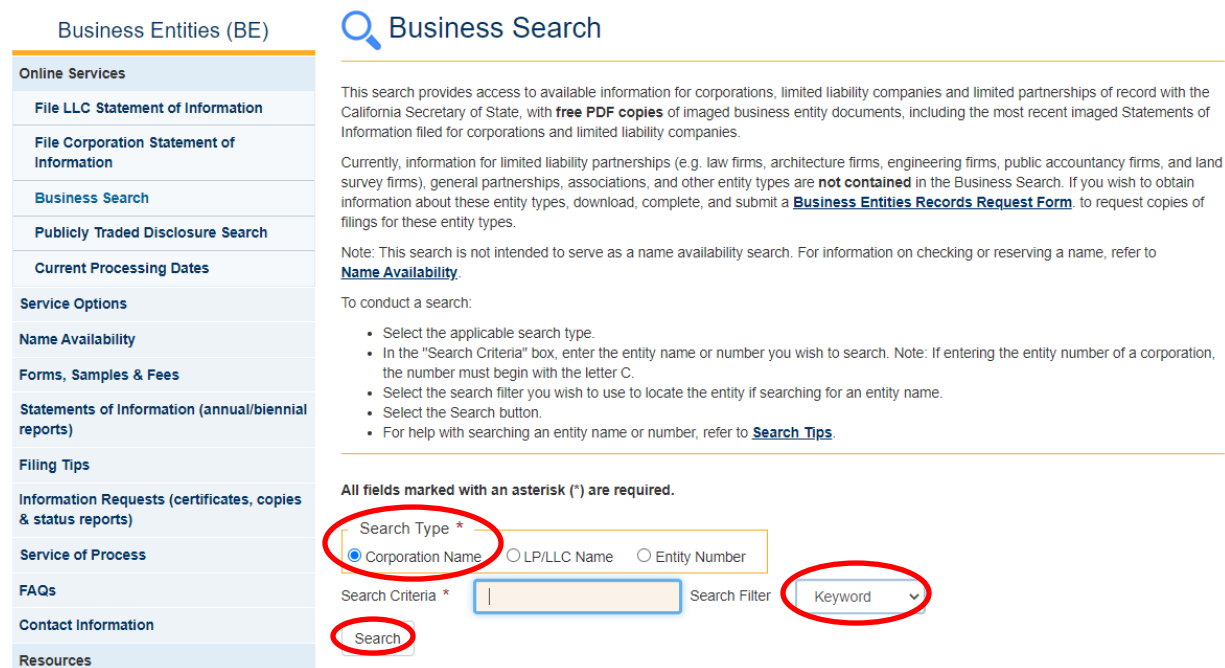 Business Entities (BE)
Online Services
File LLC Statement of Information
File Corporation Statement of
Information
Business Search
Publicly Traded Disclosure Search
Current Processing Dates
Service Options
Name Availability
Forms, Samples & Fees
Statements of Information (annual/biennial
reports)
Filing Tips
Information Requests (certificates, copies
& status reports)
Service of Process
FAQs
Contact Information
Resources
Business Search
This search provides access to available information for corporations, limited liability companies and limited partnerships of record with the
California Secretary of State, with free PDF copies of imaged business entity documents, including the most recent imaged Statements of
Information filed for corporations and limited liability companies.
Currently, information for limited liability partnerships (e.g. law firms, architecture firms, engineering firms, public accountancy firms, and land
survey firms), general partnerships, associations, and other entity types are not contained in the Business Search. If you wish to obtain
information about these entity types, download, complete, and submit a Business Entities Records Request Form. to request copies of
filings for these entity types.
Note: This search is not intended to serve as a name availability search. For information on checking or reserving a name, refer to
Name Availability.
To conduct a search:
• Select the applicable search type.
• In the "Search Criteria" box, enter the entity name or number you wish to search. Note: If entering the entity number of a corporation,
the number must begin with the letter C.
• Select the search filter you wish to use to locate the entity if searching for an entity name.
• Select the Search button.
• For help with searching an entity name or number, refer to Search Tips.
All fields marked with an asterisk (*) are required.
Search Type *
Corporation Name LP/LLC Name Entity Number
Search Criteria * Search Filter Keyword
Search